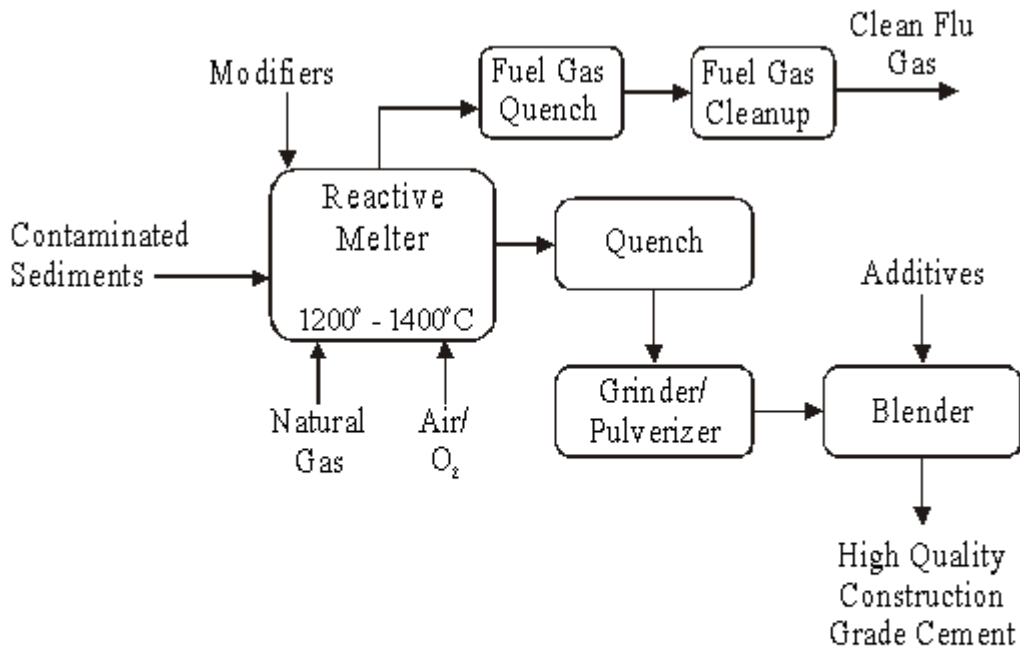 Clean Flu
Gas
Modifiers
Fuel Gas
Quench
Fuel Gas
Cleanup
Reactive
Melter
1200° - 1400°C
Contaminated
Sediments
Quench
Additives
Natural
Gas
Air/
O₂
Grinder/
Pulverizer
Blender
High Quality
Construction
Grade Cement